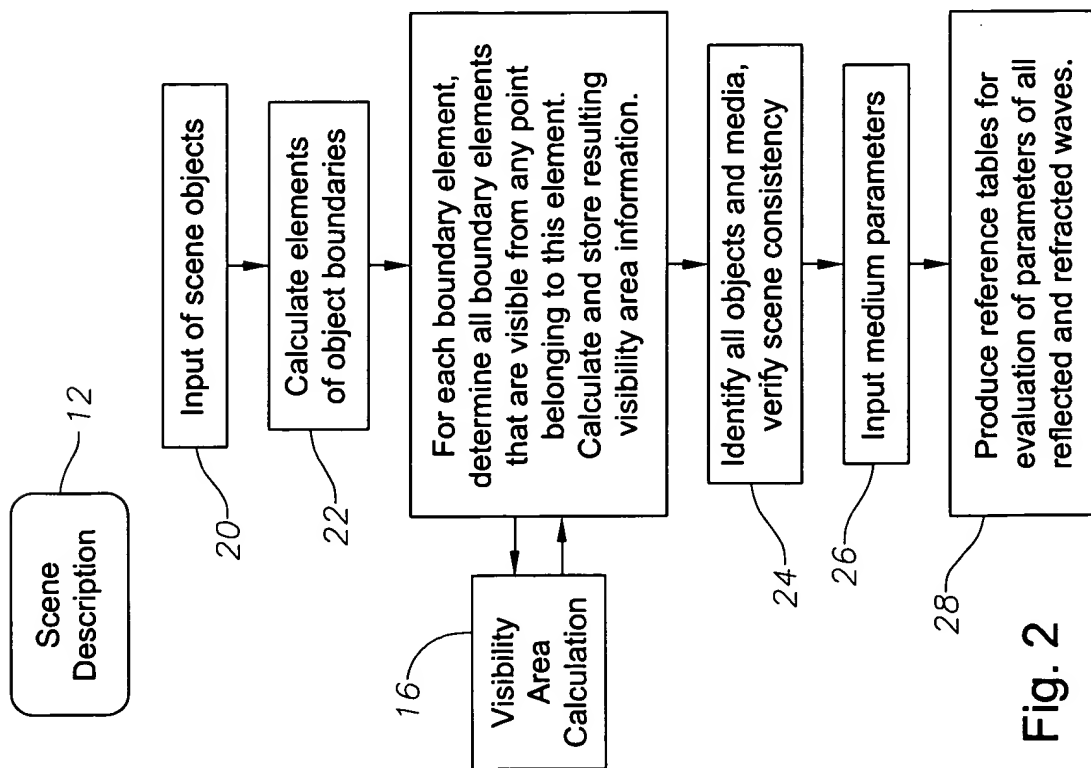 Scene
Description
12
Input of scene objects
20
Calculate elements
of object boundaries
22
For each boundary element,
determine all boundary elements
that are visible from any point
belonging to this element.
Calculate and store resulting
visibility area information.
16
Visibility
Area
Calculation
Identify all objects and media,
verify scene consistency
24
Input medium parameters
26
Produce reference tables for
evaluation of parameters of all
reflected and refracted waves.
28
Fig. 2